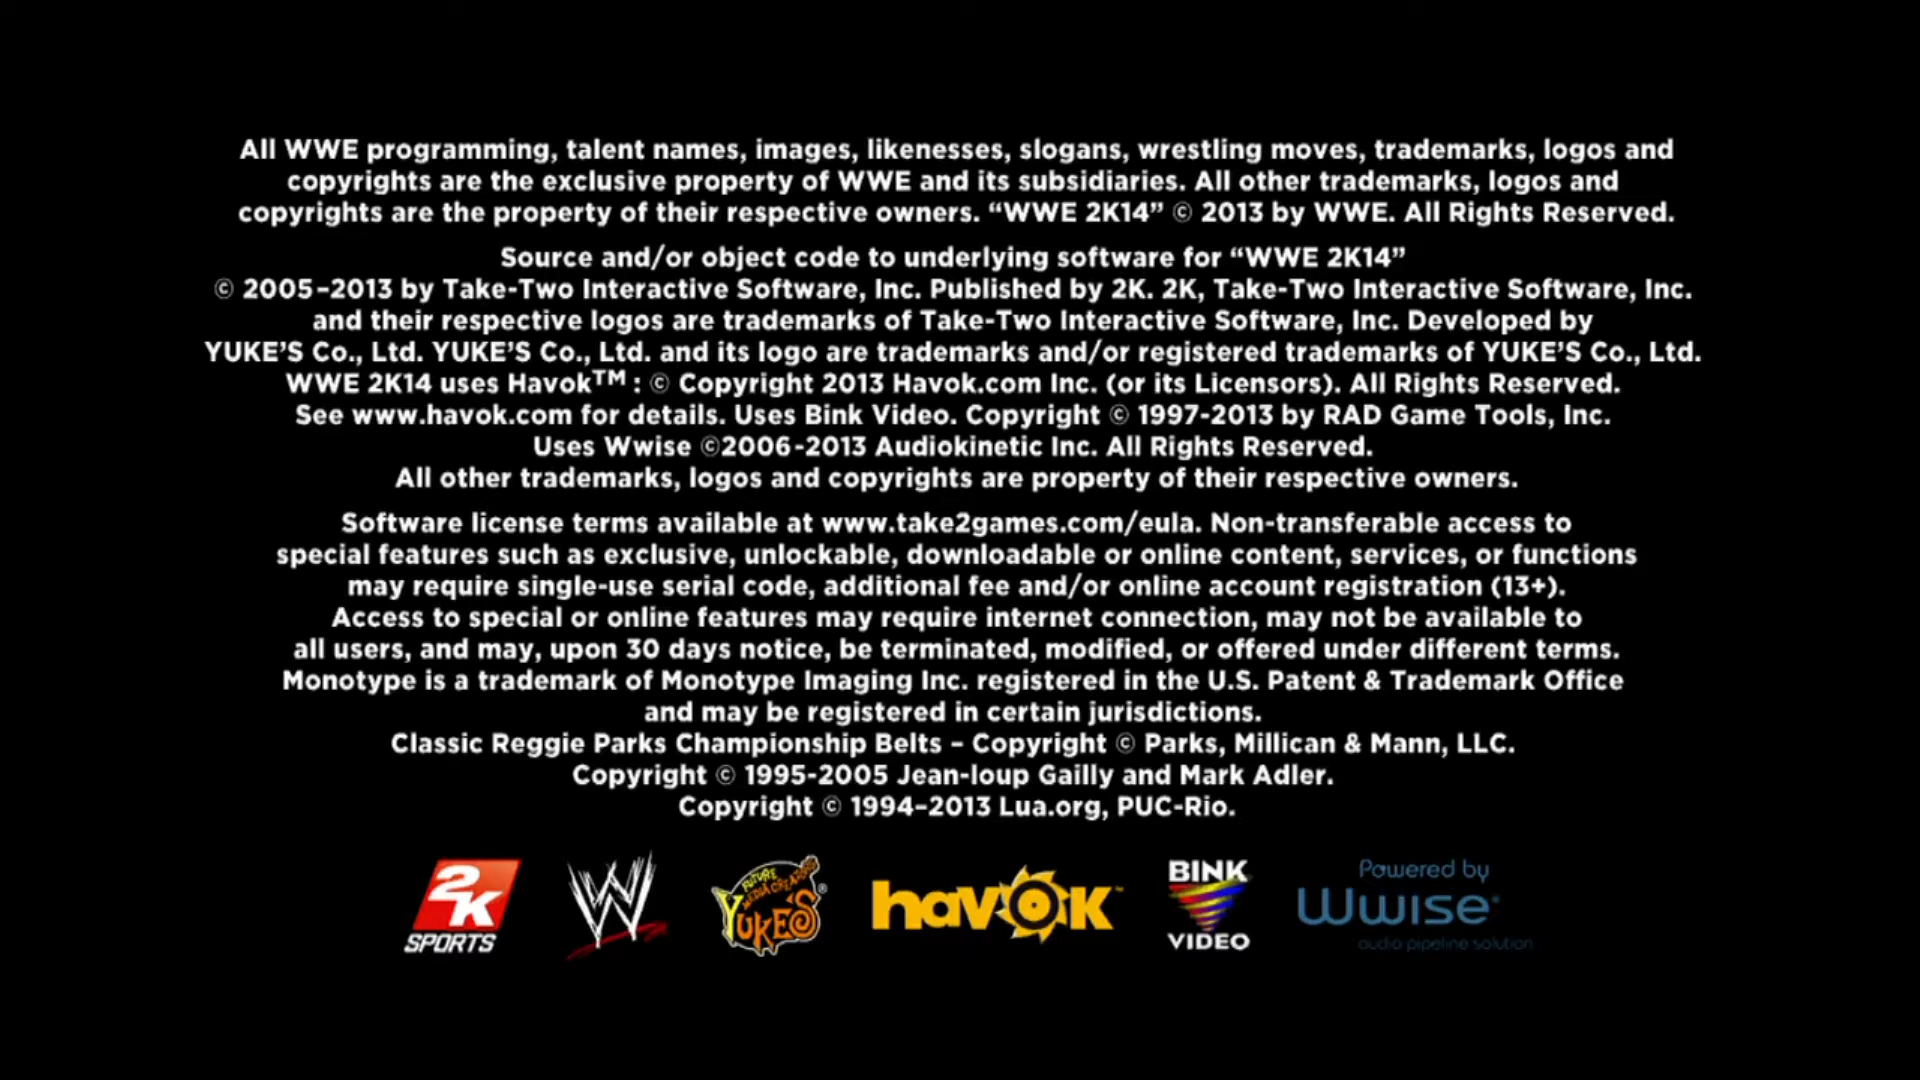 All WWE programming, talent names, images, likenesses, slogans, wrestling moves, trademarks, logos and
copyrights are the exclusive property of WWE and its subsidiaries. All other trademarks, logos and
copyrights are the property of their respective owners. “WWE 2K14” © 2013 by WWE. All Rights Reserved.
Source and/or object code to underlying software for “WWE 2K14”
© 2005–2013 by Take-Two Interactive Software, Inc. Published by 2K. 2K, Take-Two Interactive Software, Inc.
and their respective logos are trademarks of Take-Two Interactive Software, Inc. Developed by
YUKE’S Co., Ltd. YUKE’S Co., Ltd. and its logo are trademarks and/or registered trademarks of YUKE’S Co., Ltd.
WWE 2K14 uses Havok™ : © Copyright 2013 Havok.com Inc. (or its Licensors). All Rights Reserved.
See www.havok.com for details. Uses Bink Video. Copyright © 1997-2013 by RAD Game Tools, Inc.
Uses Wwise ©2006-2013 Audiokinetic Inc. All Rights Reserved.
All other trademarks, logos and copyrights are property of their respective owners.
Software license terms available at www.take2games.com/eula. Non-transferable access to
special features such as exclusive, unlockable, downloadable or online content, services, or functions
may require single-use serial code, additional fee and/or online account registration (13+).
Access to special or online features may require internet connection, may not be available to
all users, and may, upon 30 days notice, be terminated, modified, or offered under different terms.
Monotype is a trademark of Monotype Imaging Inc. registered in the U.S. Patent & Trademark Office
and may be registered in certain jurisdictions.
Classic Reggie Parks Championship Belts – Copyright © Parks, Millican & Mann, LLC.
Copyright © 1995-2005 Jean-loup Gailly and Mark Adler.
Copyright © 1994–2013 Lua.org, PUC-Rio.
2K
SPORTS
W
FUTURE
MEDIA CREATORS
YUKE'S®
havok™
BINK
VIDEO
Powered by
Wwise
audio pipeline solution